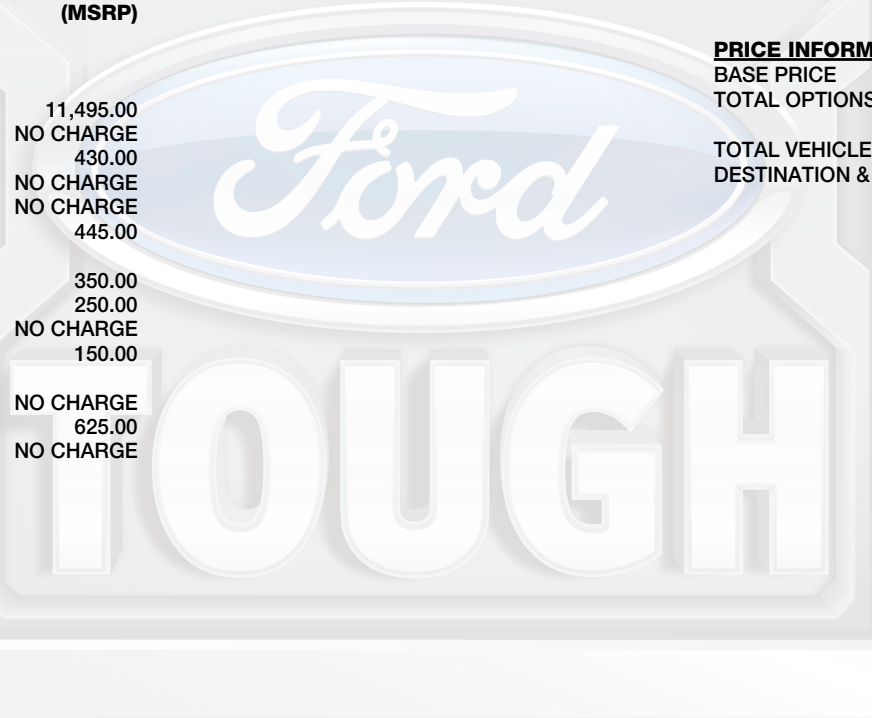 (MSRP)
11,495.00
NO CHARGE
430.00
NO CHARGE
NO CHARGE
445.00
350.00
250.00
NO CHARGE
150.00
NO CHARGE
625.00
NO CHARGE
PRICE INFORM
BASE PRICE
TOTAL OPTIONS
TOTAL VEHICLE
DESTINATION &
Ford
TOUGH